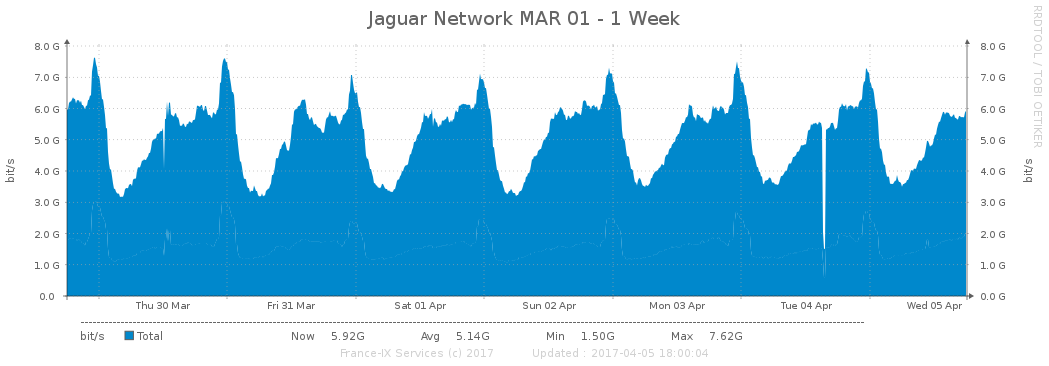 Jaguar Network MAR 01 - 1 Week
RRDTOOL / TOBI OETIKER
8.0 G 8.0 G
7.0 G 7.0 G
6.0 G 6.0 G
5.0 G 5.0 G
4.0 G 4.0 G
3.0 G 3.0 G
2.0 G 2.0 G
1.0 G 1.0 G
0.0 0.0 G
bit/s
bit/s
Thu 30 Mar Fri 31 Mar Sat 01 Apr Sun 02 Apr Mon 03 Apr Tue 04 Apr Wed 05 Apr
bit/s Total Now 5.92G Avg 5.14G Min 1.50G Max 7.62G
France-IX Services (c) 2017 Updated : 2017-04-05 18:00:04